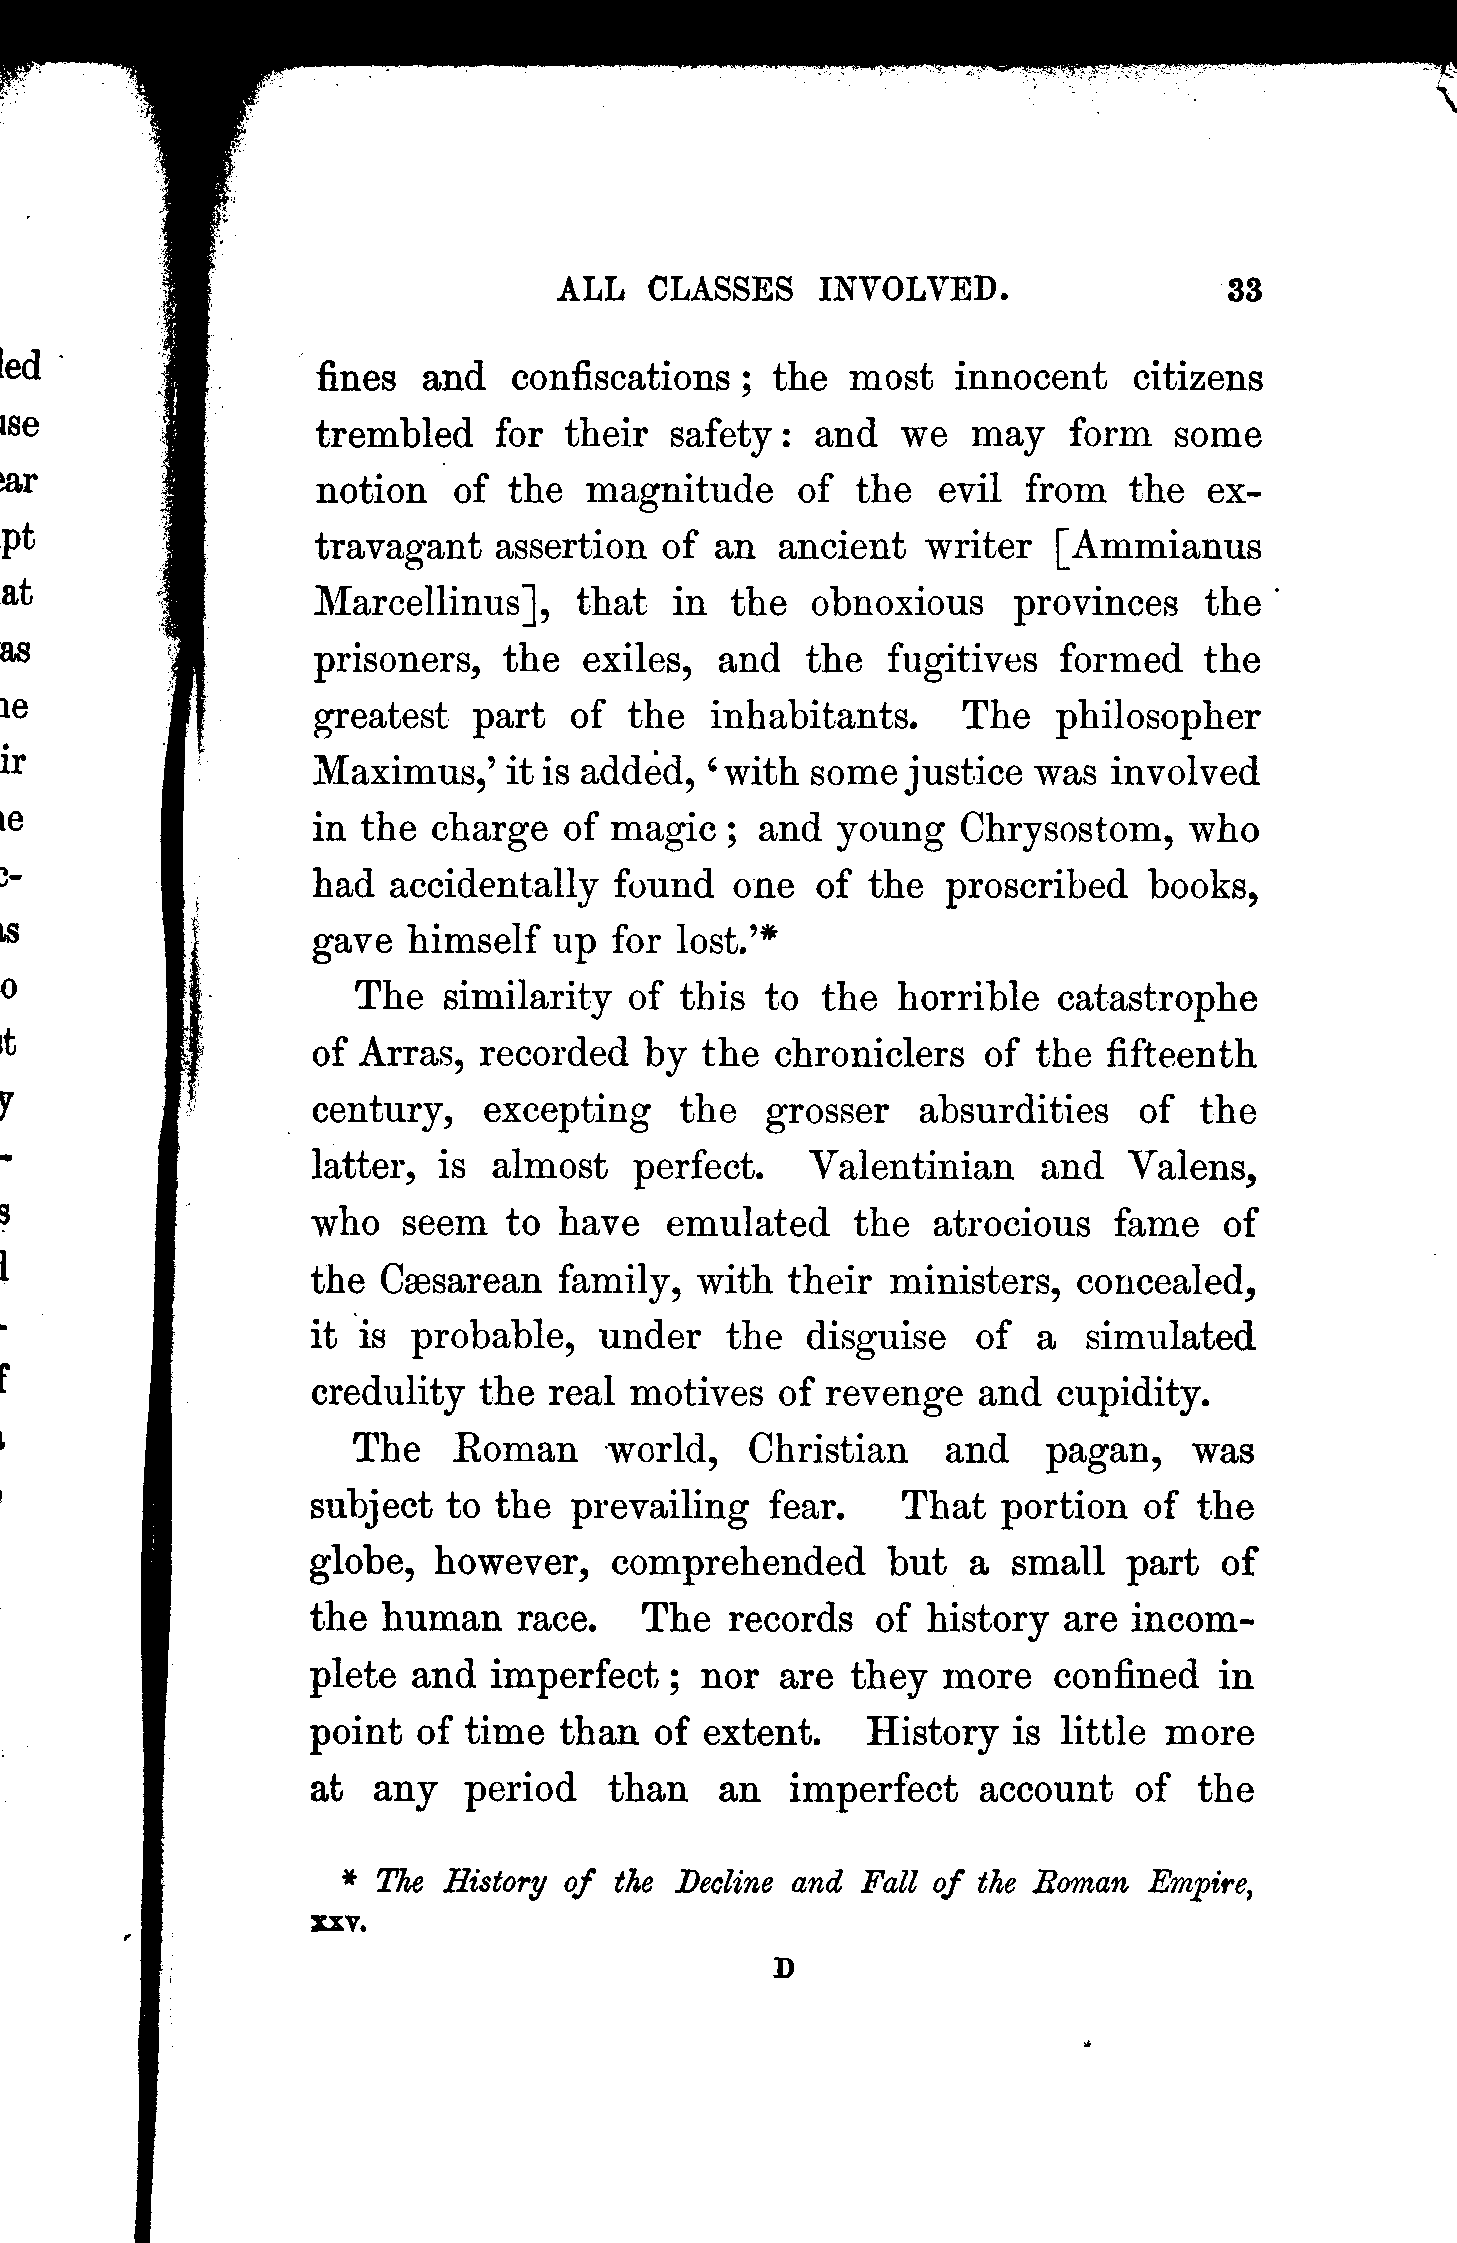 ALL CLASSES INVOLVED. 33
fines and confiscations; the most innocent citizens
trembled for their safety: and we may form some
notion of the magnitude of the evil from the ex-
travagant assertion of an ancient writer [Ammianus
Marcellinus], that in the obnoxious provinces the
prisoners, the exiles, and the fugitives formed the
greatest part of the inhabitants. The philosopher
Maximus,' it is added, 'with some justice was involved
in the charge of magic; and young Chrysostom, who
had accidentally found one of the proscribed books,
gave himself up for lost.'*
The similarity of this to the horrible catastrophe
of Arras, recorded by the chroniclers of the fifteenth
century, excepting the grosser absurdities of the
latter, is almost perfect. Valentinian and Valens,
who seem to have emulated the atrocious fame of
the Cæsarean family, with their ministers, concealed,
it is probable, under the disguise of a simulated
credulity the real motives of revenge and cupidity.
The Roman world, Christian and pagan, was
subject to the prevailing fear. That portion of the
globe, however, comprehended but a small part of
the human race. The records of history are incom-
plete and imperfect; nor are they more confined in
point of time than of extent. History is little more
at any period than an imperfect account of the
* The History of the Decline and Fall of the Roman Empire,
xxv.
D